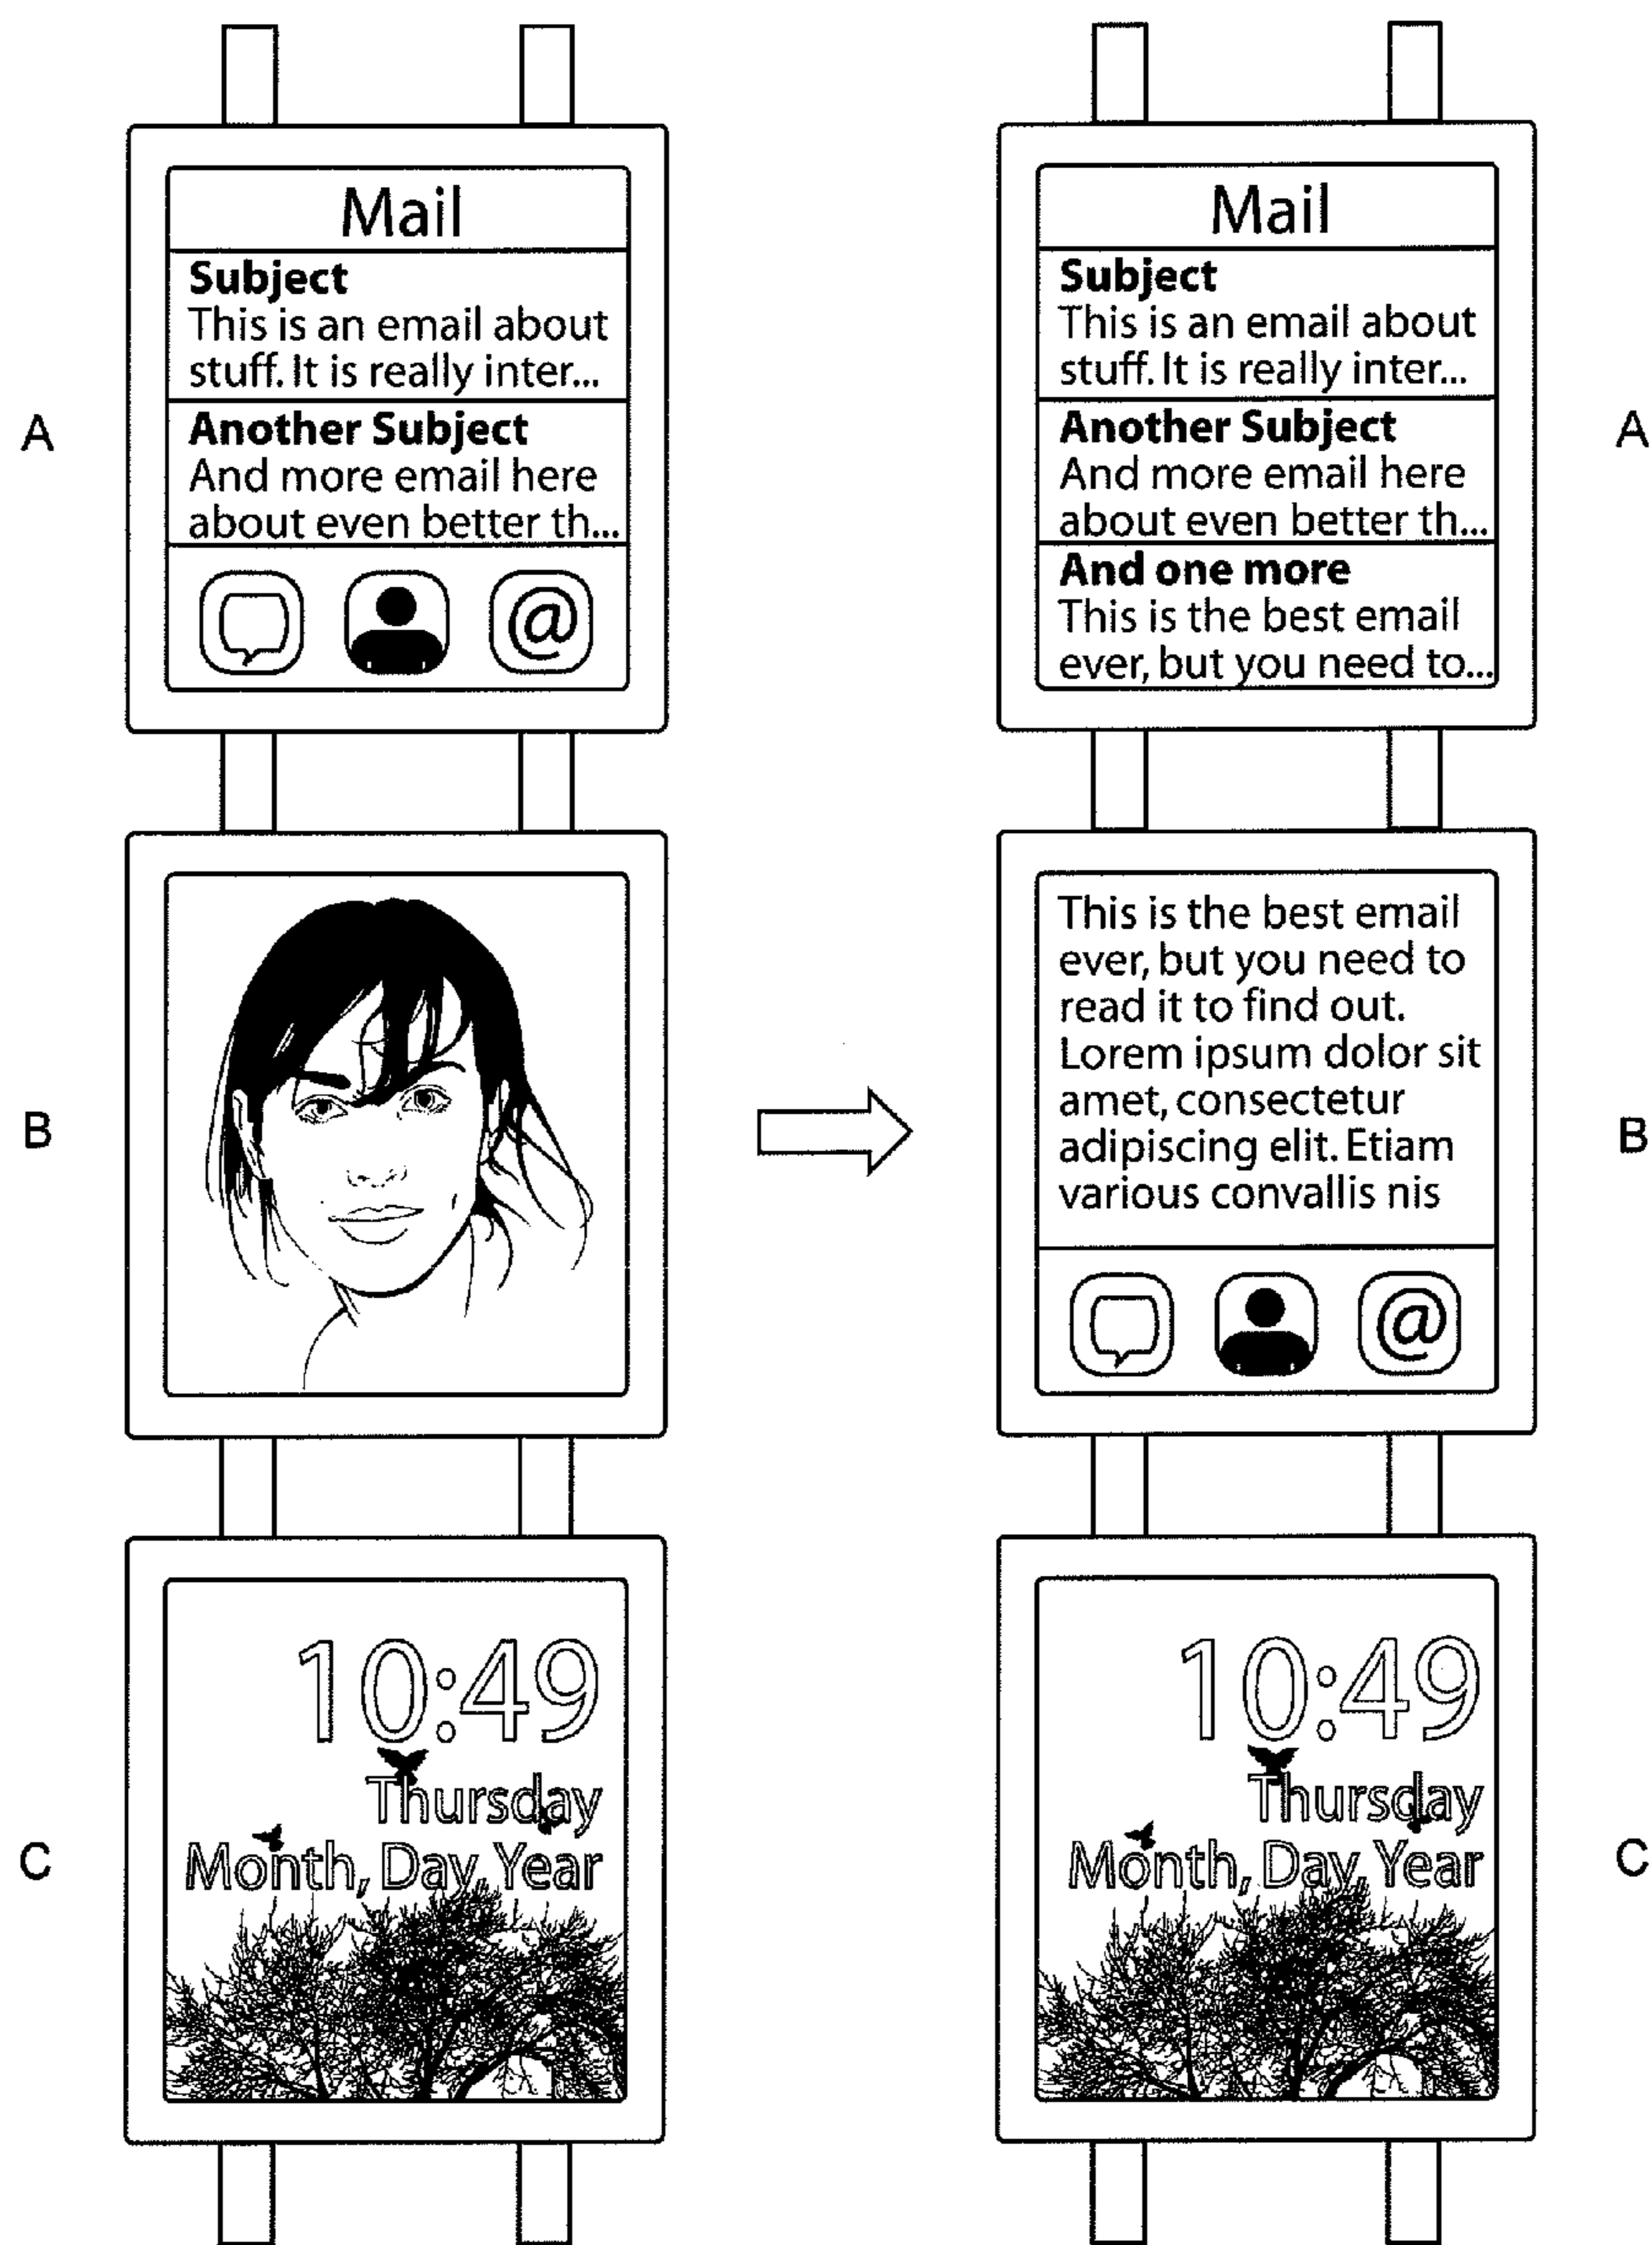 Mail
Subject
This is an email about
stuff. It is really inter...
Another Subject
And more email here
about even better th...
@
A
B
10:49
Thursday
Month, Day, Year
C
Mail
Subject
This is an email about
stuff. It is really inter...
Another Subject
And more email here
about even better th...
And one more
This is the best email
ever, but you need to...
A
This is the best email
ever, but you need to
read it to find out.
Lorem ipsum dolor sit
amet, consectetur
adipiscing elit. Etiam
various convallis nis
@
B
10:49
Thursday
Month, Day, Year
C